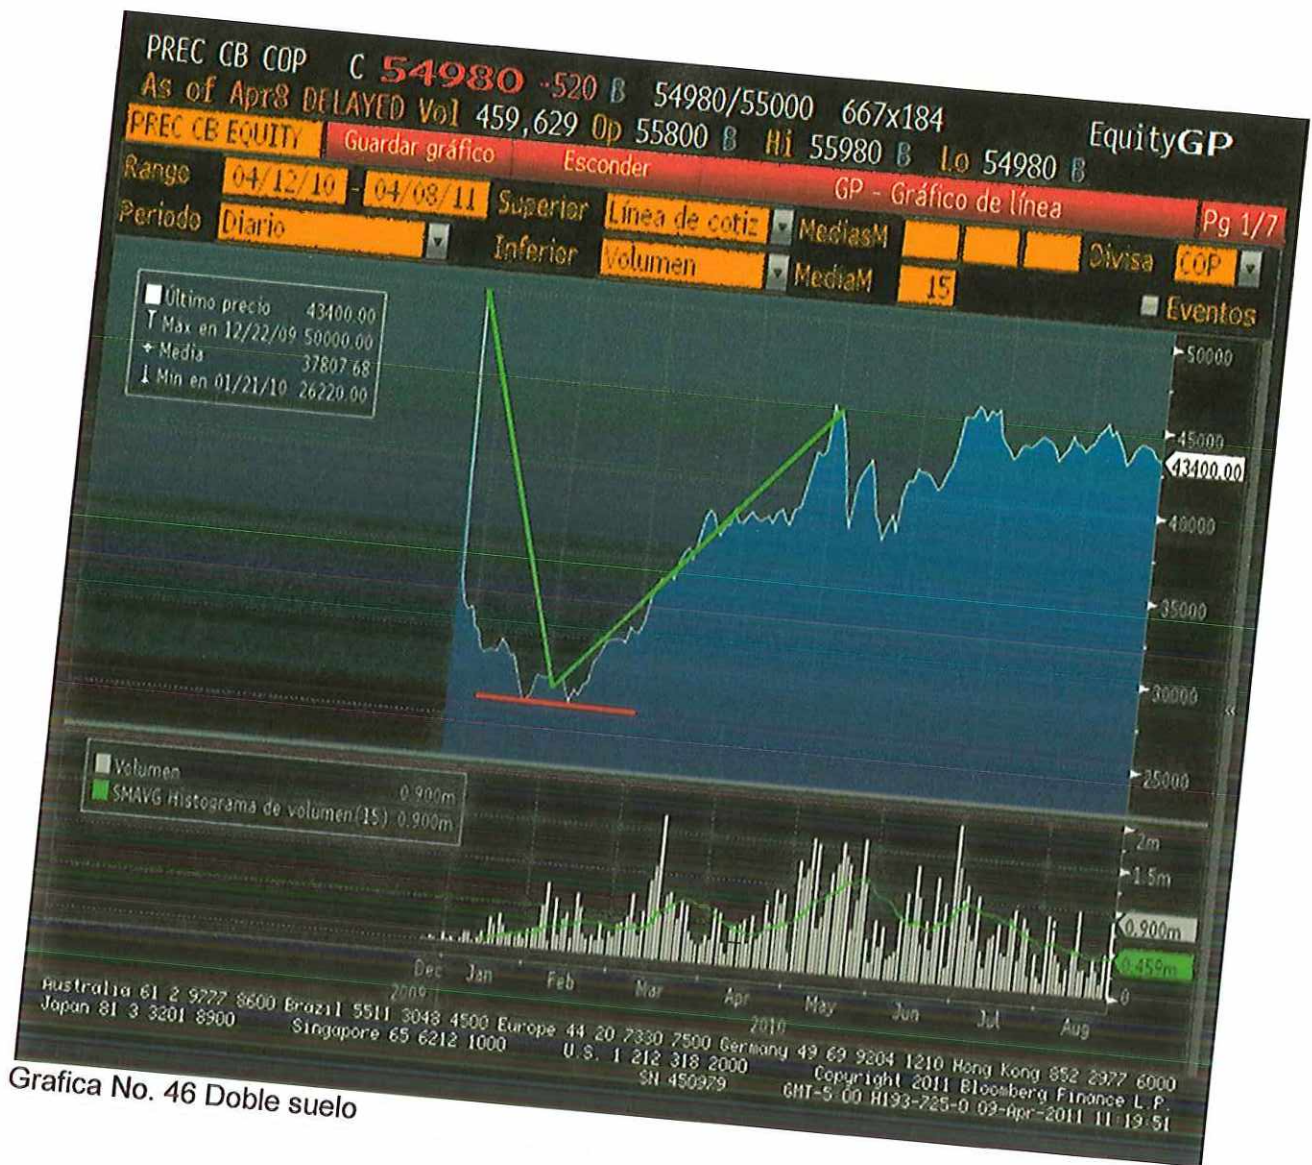 PREC CB COP C 54980 -520 B 54980/55000 667x184 EquityGP
As of Apr8 DELAYED Vol 459,629 Op 55800 B Hi 55980 B Lo 54980 B
PREC CB EQUITY Guardar gráfico Esconder GP - Gráfico de línea Pg 1/7
Rango 04/12/10 - 04/08/11 Superior Línea de cotiz MediasM Divisa COP
Periodo Diario Inferior Volumen MediaM 15 Eventos
Último precio 43400.00
Máx en 12/22/09 50000.00
Media 37807.68
Min en 01/21/10 26220.00
50000
45000
43400.00
40000
35000
30000
25000
«
Volumen 0.900m
SMAVG Histograma de volumen(15) 0.900m
2m
1.5m
0.900m
0.459m
0
Dec Jan Feb Mar Apr May Jun Jul Aug
2009 2010
Australia 61 2 9777 8600 Brazil 5511 3048 4500 Europe 44 20 7330 7500 Germany 49 69 9204 1210 Hong Kong 852 2977 6000
Japan 81 3 3201 8900 Singapore 65 6212 1000 U.S. 1 212 318 2000 Copyright 2011 Bloomberg Finance L.P.
SN 450979 GMT-5:00 H193-725-0 09-Apr-2011 11:19:51
Grafica No. 46 Doble suelo